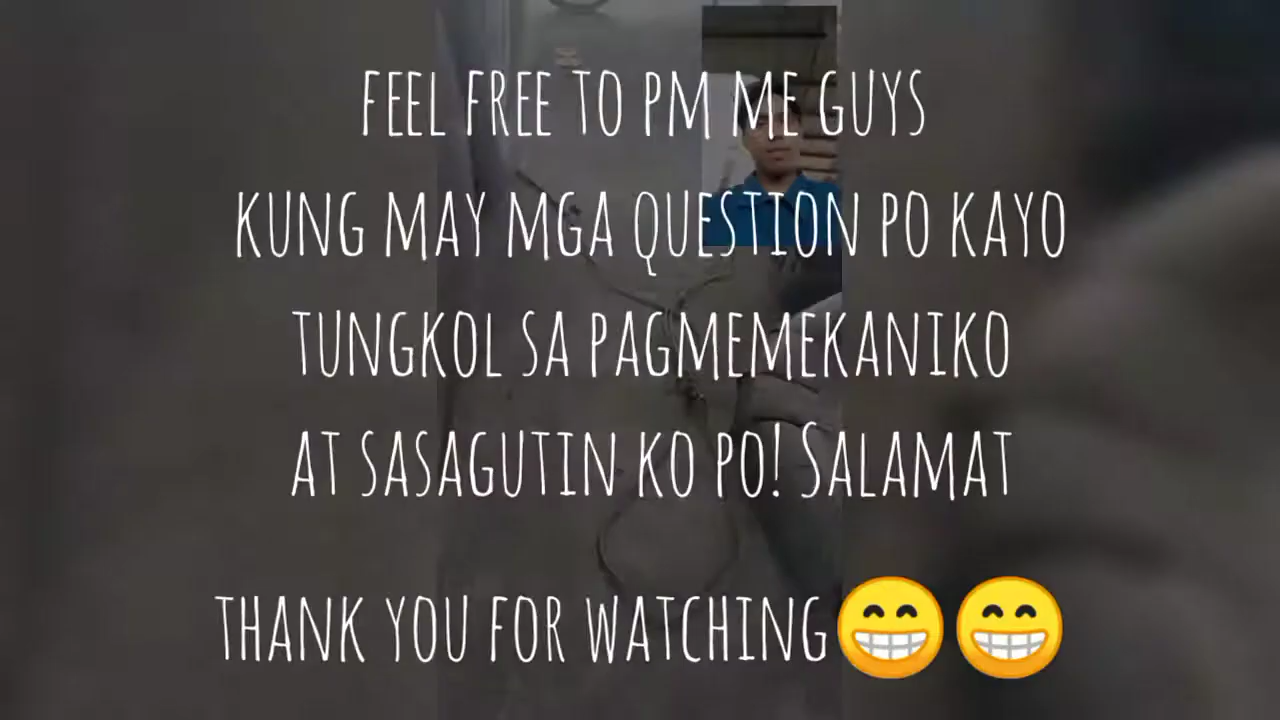 FEEL FREE TO PM ME GUYS
KUNG MAY MGA QUESTION PO KAYO
TUNGKOL SA PAGMEMEKANIKO
AT SASAGUTIN KO PO! SALAMAT
THANK YOU FOR WATCHING😁😁